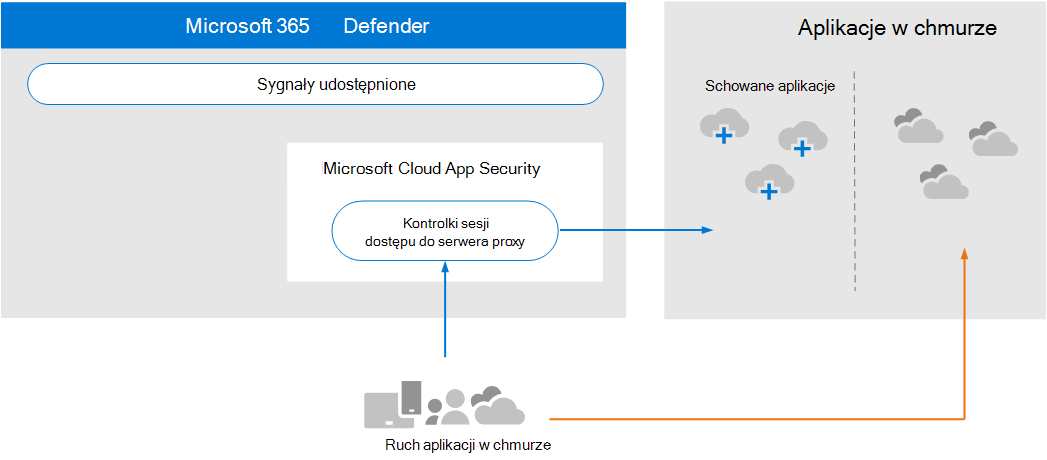 Microsoft 365 Defender
Sygnały udostępnione
Microsoft Cloud App Security
Kontrolki sesji
dostępu do serwera proxy
Aplikacje w chmurze
Schowane aplikacje
Ruch aplikacji w chmurze